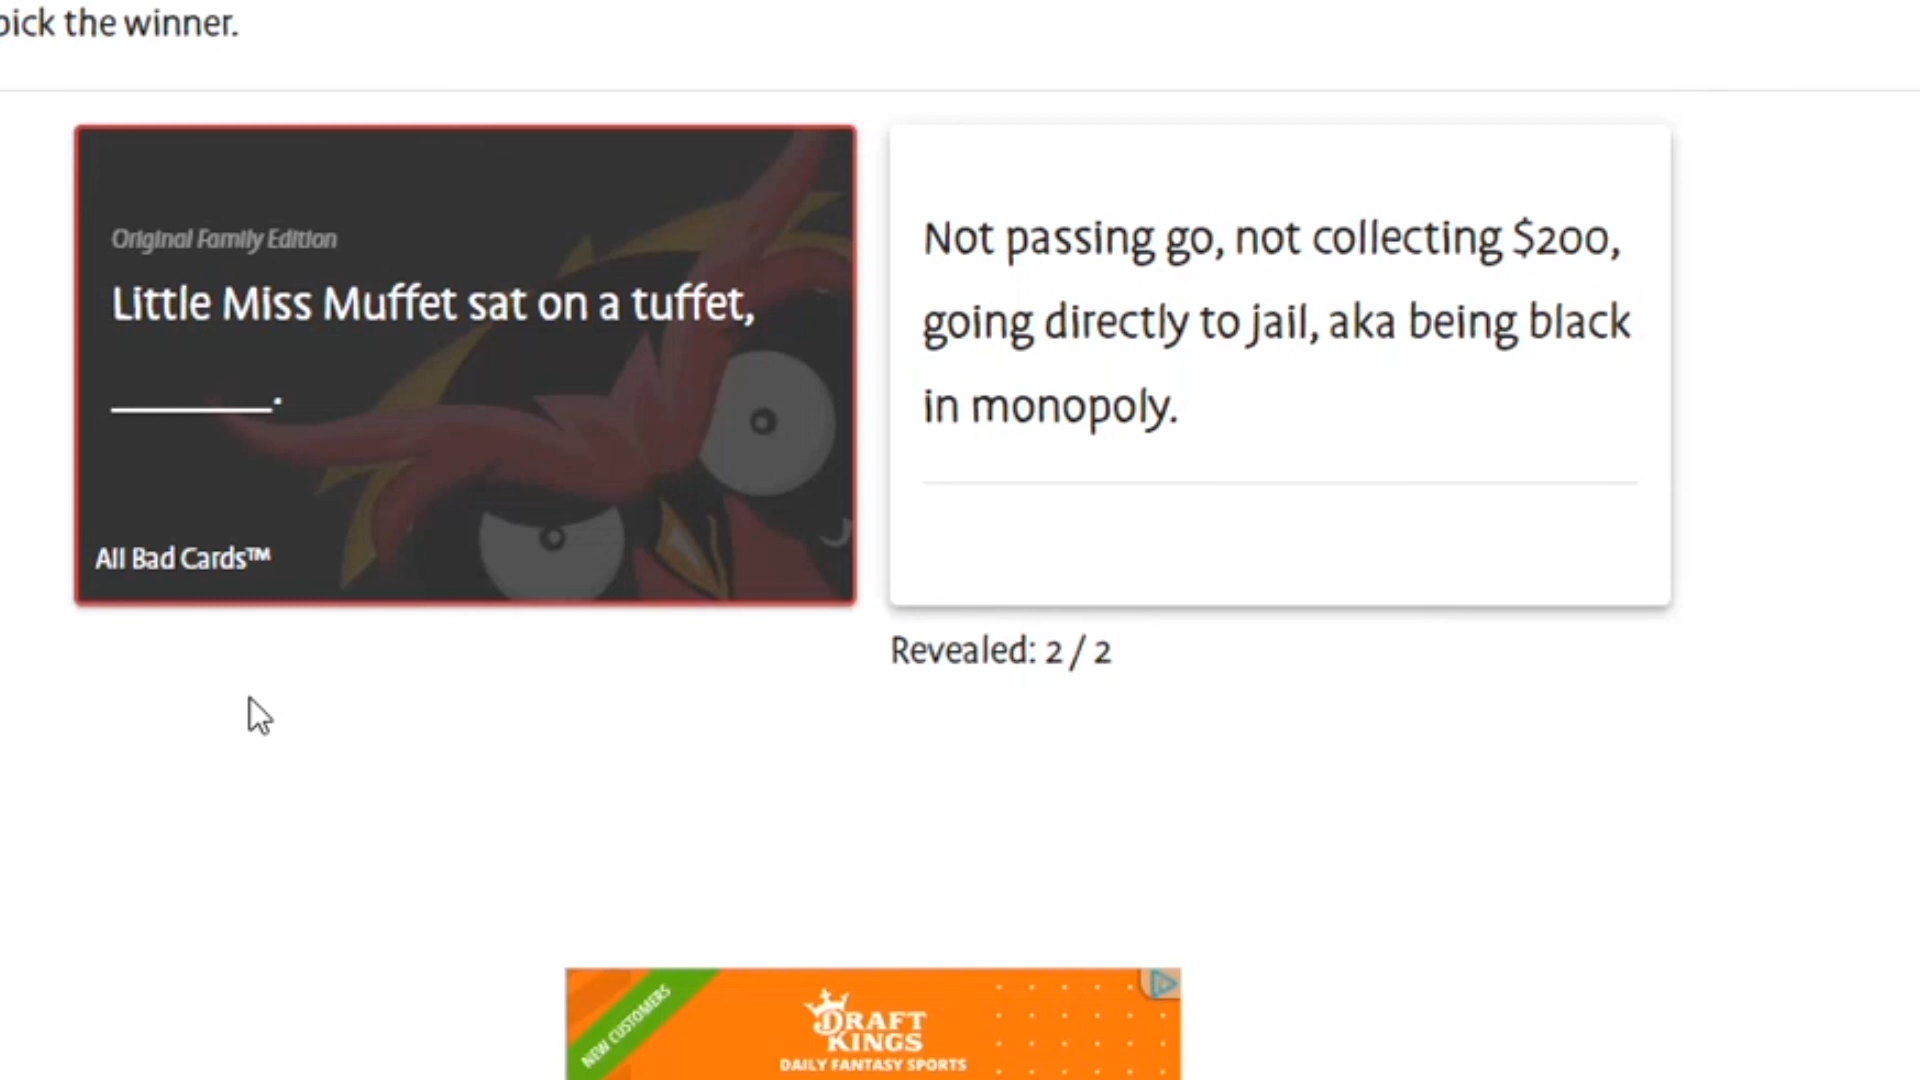 pick the winner.
Original Family Edition
Little Miss Muffet sat on a tuffet,
________.
All Bad Cards™
Not passing go, not collecting $200,
going directly to jail, aka being black
in monopoly.
Revealed: 2 / 2
NEW CUSTOMERS
DRAFT
KINGS
DAILY FANTASY SPORTS